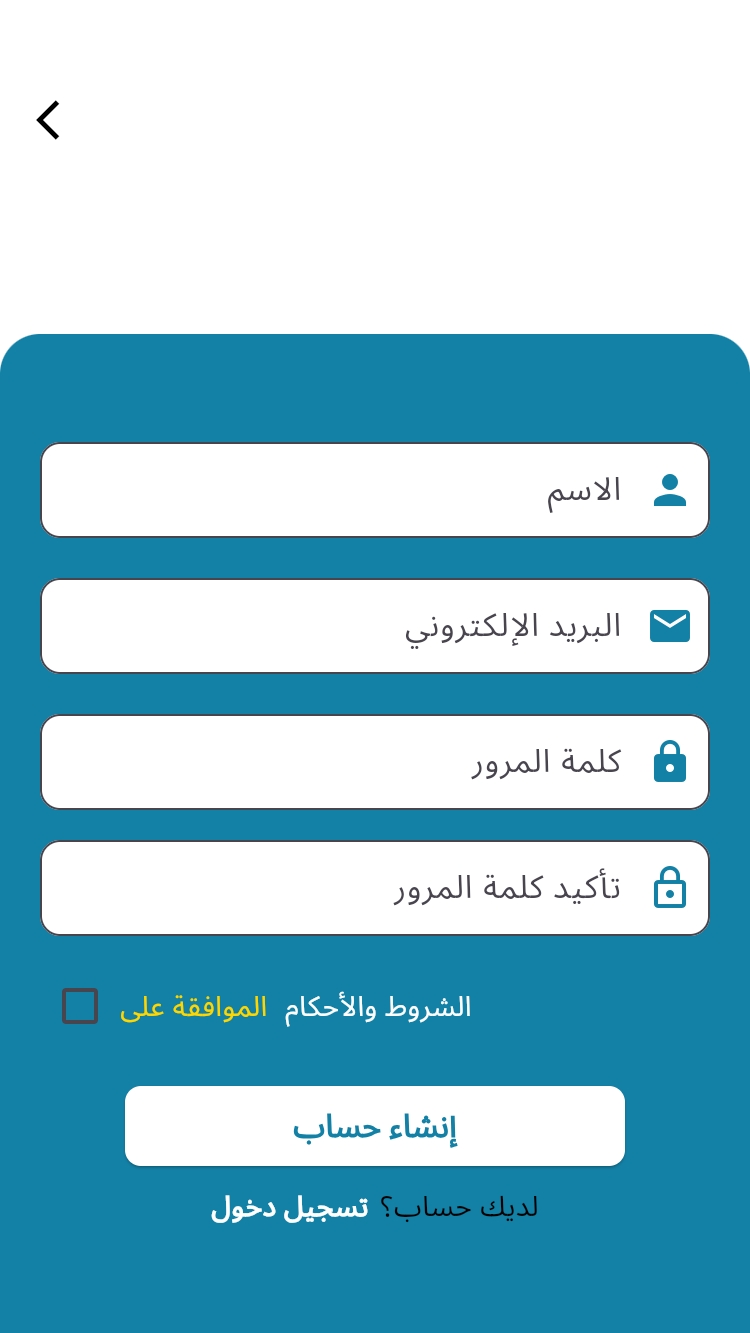 الاسم
البريد الإلكتروني
كلمة المرور
تأكيد كلمة المرور
الشروط والأحكام الموافقة على
إنشاء حساب
لديك حساب؟ تسجيل دخول